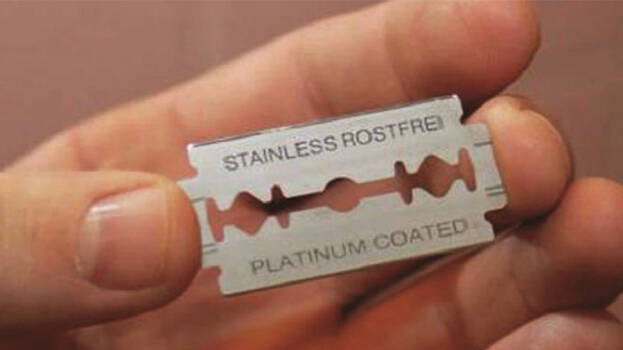 STAINLESS ROSTFREI
PLATINUM COATED